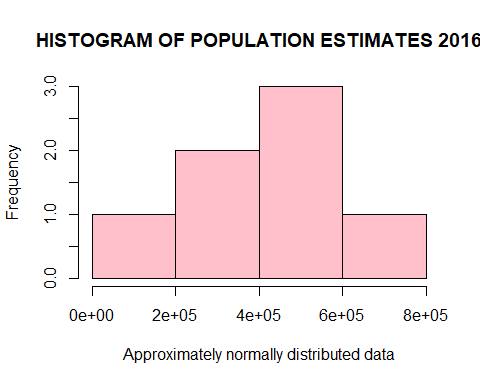 HISTOGRAM OF POPULATION ESTIMATES 2016
Frequency
3.0
2.0
1.0
0.0
0e+00 2e+05 4e+05 6e+05 8e+05
Approximately normally distributed data